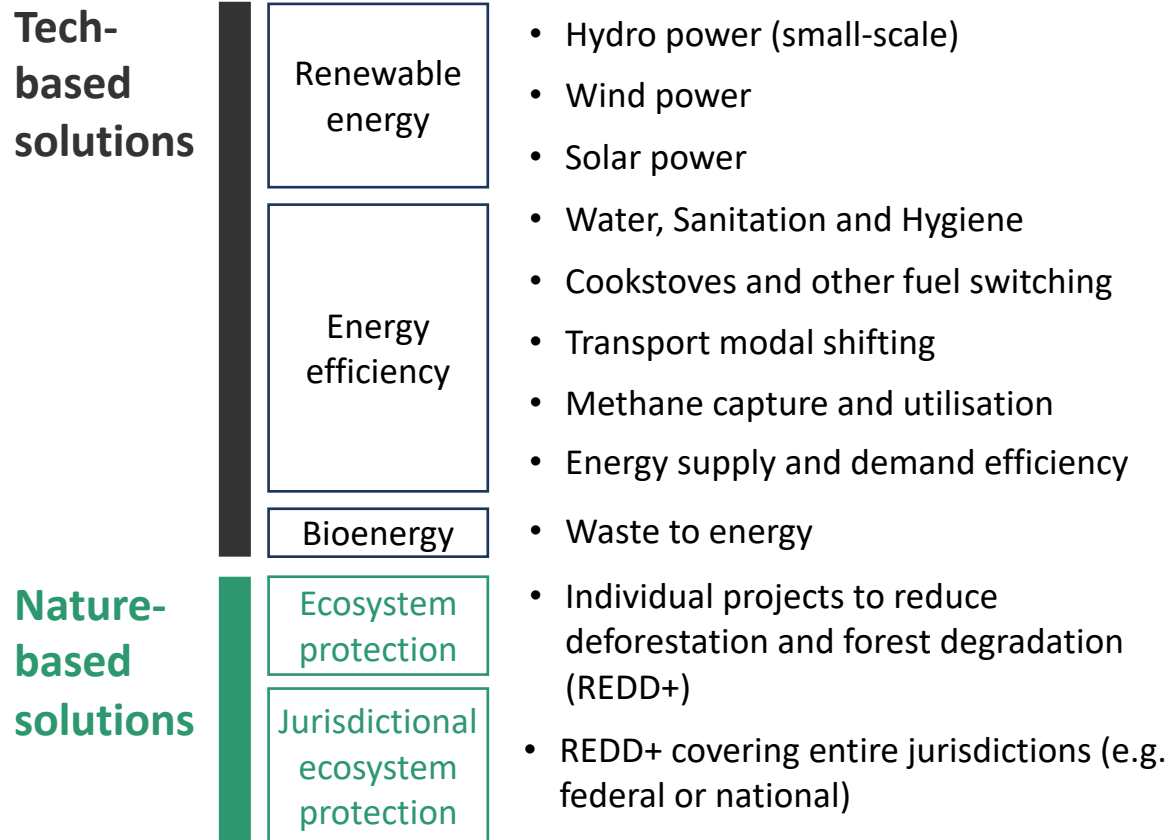 Tech-
based
solutions
Renewable
energy
• Hydro power (small-scale)
• Wind power
• Solar power
Energy
efficiency
• Water, Sanitation and Hygiene
• Cookstoves and other fuel switching
• Transport modal shifting
• Methane capture and utilisation
• Energy supply and demand efficiency
Bioenergy
• Waste to energy
Nature-
based
solutions
Ecosystem
protection
• Individual projects to reduce
deforestation and forest degradation
(REDD+)
Jurisdictional
ecosystem
protection
• REDD+ covering entire jurisdictions (e.g.
federal or national)